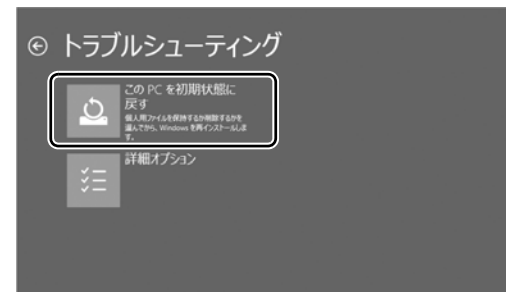 トラブルシューティング
この PC を初期状態に
戻す
個人用ファイルを保持するか削除するかを
選んでから、Windows を再インストールしま
す。
詳細オプション